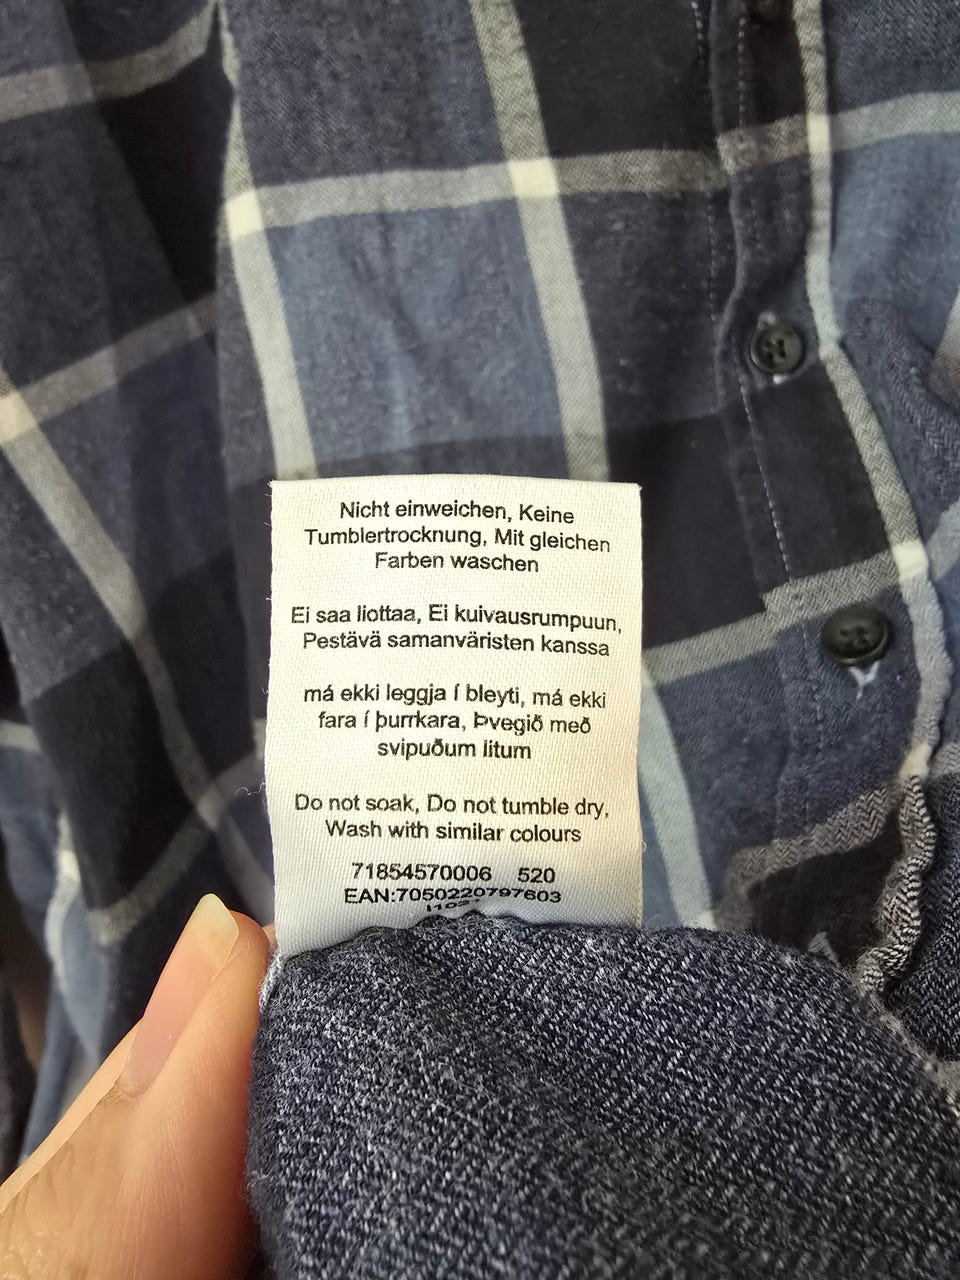 Nicht einweichen, Keine
Tumblertrocknung, Mit gleichen
Farben waschen
Ei saa liottaa, Ei kuivausrumpuun,
Pestävä samanväristen kanssa
má ekki leggja í bleyti, má ekki
fara í þurrkara, Þvegið með
svipuðum litum
Do not soak, Do not tumble dry,
Wash with similar colours
71854570006 520
EAN:7050220797603